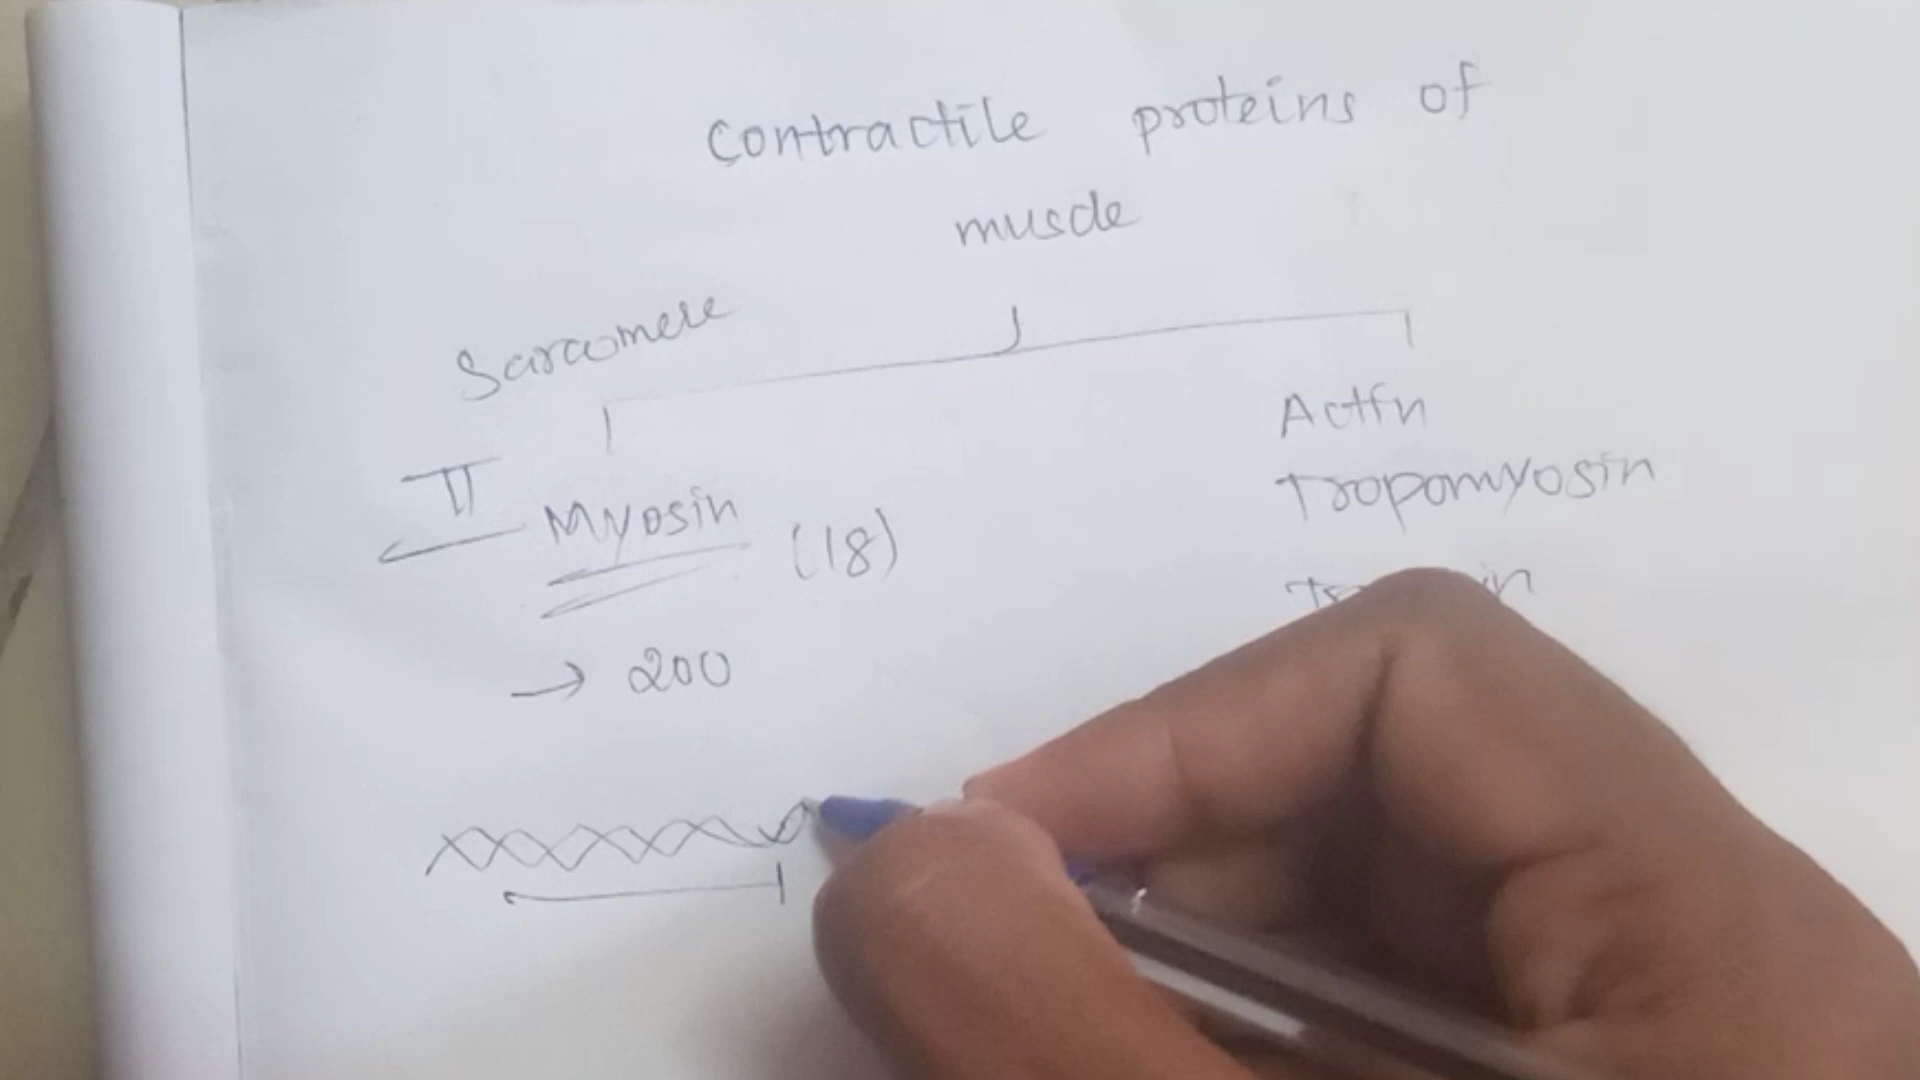 Contractile proteins of
muscle
Sarcomere
II Myosin (18)
→ 200
Actin
Tropomyosin